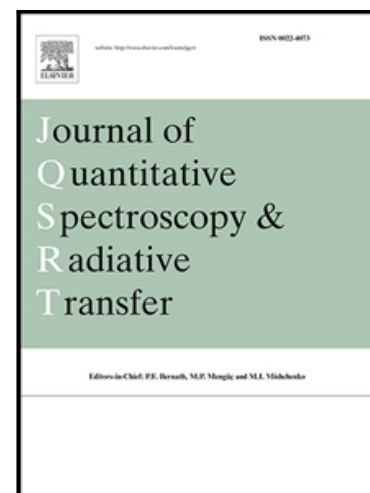 ISSN 0022-4073
ELSEVIER
Journal of
Quantitative
Spectroscopy &
Radiative
Transfer
Editors-in-Chief: P.F. Bernath, M.P. Mengüç and M.I. Mishchenko